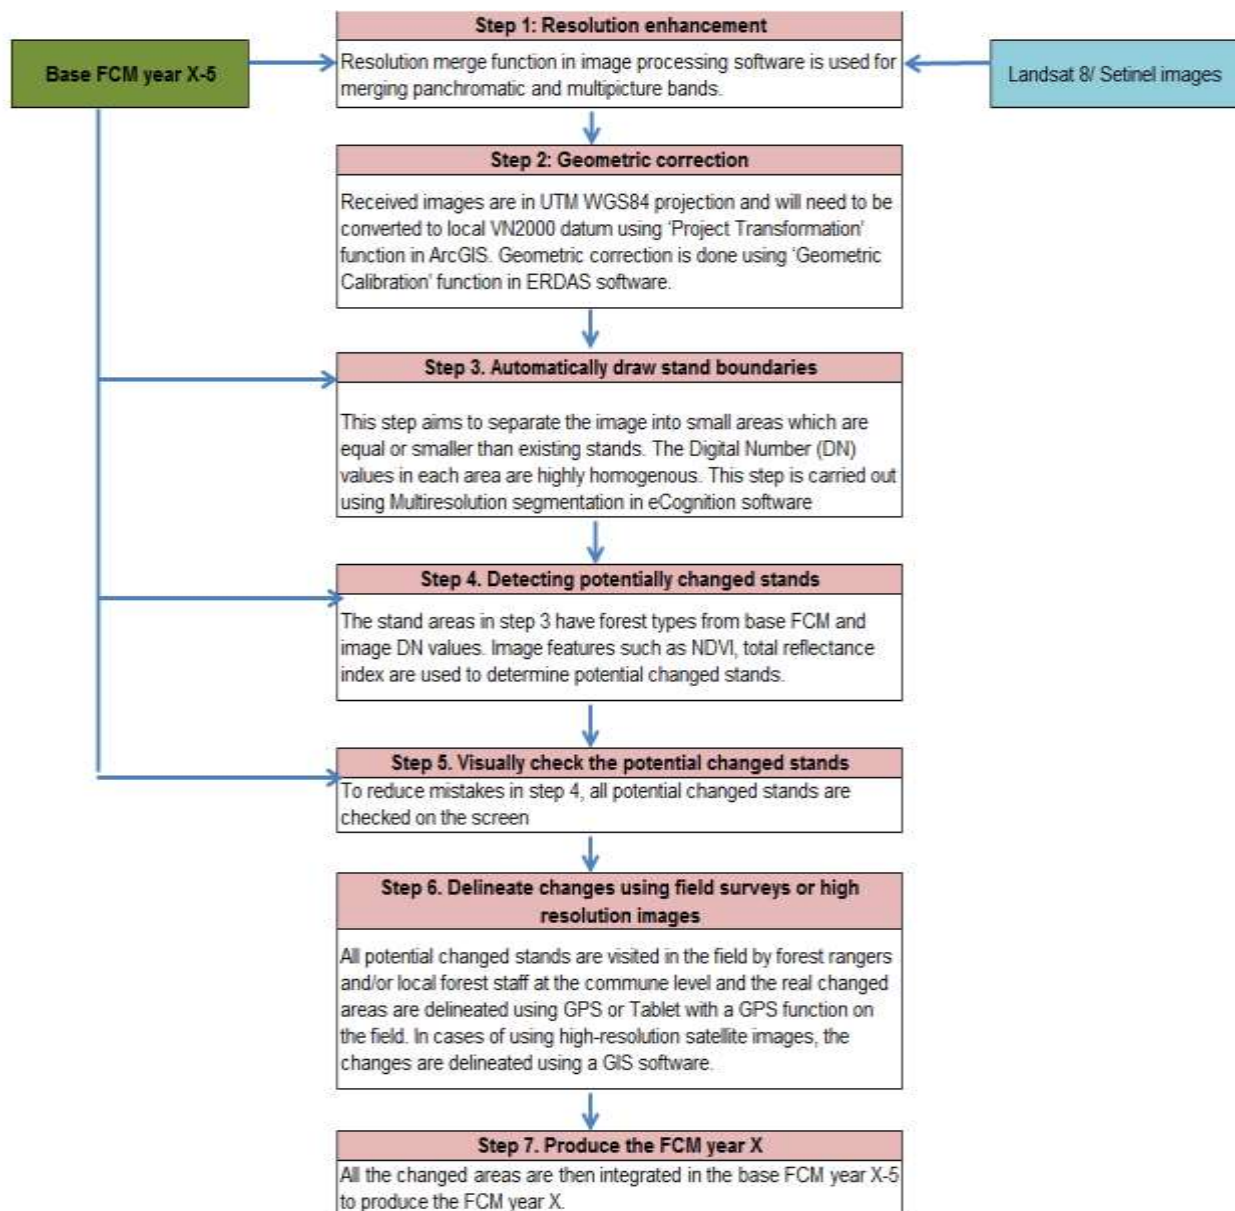 Step 1: Resolution enhancement
Base FCM year X-5
Resolution merge function in image processing software is used for
merging panchromatic and multipicture bands.
Landsat 8/ Setinel images
Step 2: Geometric correction
Received images are in UTM WGS84 projection and will need to be
converted to local VN2000 datum using ‘Project Transformation’
function in ArcGIS. Geometric correction is done using ‘Geometric
Calibration’ function in ERDAS software.
Step 3. Automatically draw stand boundaries
This step aims to separate the image into small areas which are
equal or smaller than existing stands. The Digital Number (DN)
values in each area are highly homogenous. This step is carried out
using Multiresolution segmentation in eCognition software
Step 4. Detecting potentially changed stands
The stand areas in step 3 have forest types from base FCM and
image DN values. Image features such as NDVI, total reflectance
index are used to determine potential changed stands.
Step 5. Visually check the potential changed stands
To reduce mistakes in step 4, all potential changed stands are
checked on the screen
Step 6. Delineate changes using field surveys or high
resolution images
All potential changed stands are visited in the field by forest rangers
and/or local forest staff at the commune level and the real changed
areas are delineated using GPS or Tablet with a GPS function on
the field. In cases of using high-resolution satellite images, the
changes are delineated using a GIS software.
Step 7. Produce the FCM year X
All the changed areas are then integrated in the base FCM year X-5
to produce the FCM year X.